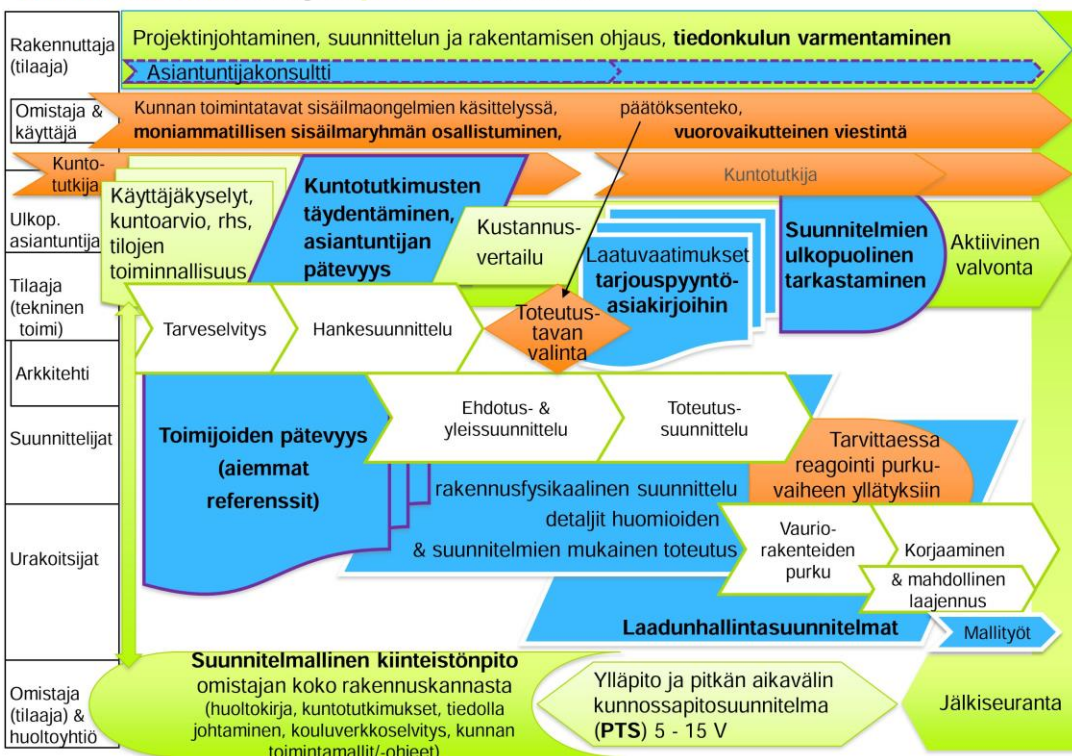 Rakennuttaja
(tilaaja)
Projektinjohtaminen, suunnittelun ja rakentamisen ohjaus, tiedonkulun varmentaminen
Asiantuntijakonsultti
Omistaja &
käyttäjä
Kunnan toimintatavat sisäilmaongelmien käsittelyssä,
päätöksenteko,
moniammatillisen sisäilmaryhmän osallistuminen,
vuorovaikutteinen viestintä
Kunto-
tutkija
Kuntotutkija
Ulkop.
asiantuntija
Käyttäjäkyselyt,
kuntoarvio, rhs,
tilojen
toiminnallisuus
Kuntotutkimusten
täydentäminen,
asiantuntijan
pätevyys
Kustannus-
vertailu
Laatuvaatimukset
tarjouspyyntö-
asiakirjoihin
Suunnitelmien
ulkopuolinen
tarkastaminen
Aktiivinen
valvonta
Tilaaja
(tekninen
toimi)
Tarveselvitys
Hankesuunnittelu
Toteutus-
tavan
valinta
Arkkitehti
Suunnittelijat
Toimijoiden pätevyys
(aiemmat
referenssit)
Ehdotus- &
yleissuunnittelu
Toteutus-
suunnittelu
Tarvittaessa
reagointi purku-
vaiheen yllätyksiin
rakennusfysikaalinen suunnittelu
detaljit huomioiden
& suunnitelmien mukainen toteutus
Urakoitsijat
Vaurio-
rakenteiden
purku
Korjaaminen
& mahdollinen
laajennus
Laadunhallintasuunnitelmat
Mallityöt
Omistaja
(tilaaja) &
huoltoyhtiö
Suunnitelmallinen kiinteistönpito
omistajan koko rakennuskannasta
(huoltokirja, kuntotutkimukset, tiedolla
johtaminen, kouluverkkoselvitys, kunnan
toimintamallit/-ohjeet)
Ylläpito ja pitkän aikavälin
kunnossapitosuunnitelma
(PTS) 5 - 15 V
Jälkiseuranta